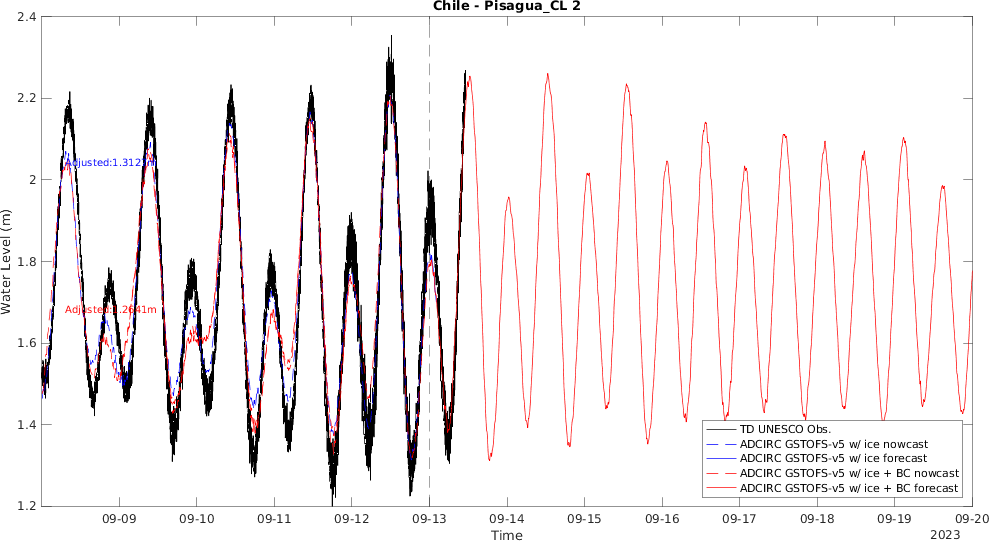 Chile - Pisagua_CL 2
Water Level (m)
2.4
2.2
2
1.8
1.6
1.4
1.2
Adjusted:1.312
TD UNESCO Obs.
ADCIRC GSTOFS-v5 w/ ice nowcast
ADCIRC GSTOFS-v5 w/ ice forecast
ADCIRC GSTOFS-v5 w/ ice + BC nowcast
ADCIRC GSTOFS-v5 w/ ice + BC forecast
09-09 09-10 09-11 09-12 09-13 09-14 09-15 09-16 09-17 09-18 09-19 09-20
Time
2023